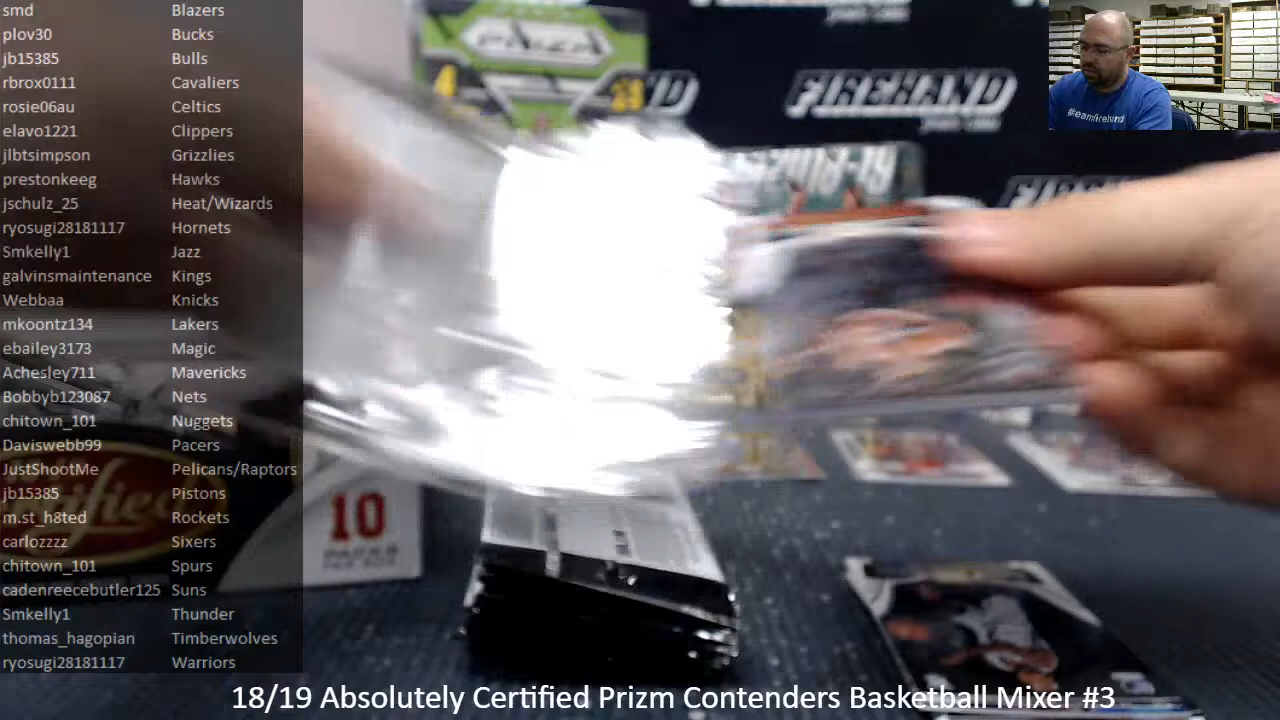 smd Blazers
plov30 Bucks
jb15385 Bulls
rbrox0111 Cavaliers
rosie06au Celtics
elavo1221 Clippers
jlbtsimpson Grizzlies
prestonkeeg Hawks
jschulz_25 Heat/Wizards
ryosugi28181117 Hornets
Smkelly1 Jazz
galvinsmaintenance Kings
Webbaa Knicks
mkoontz134 Lakers
ebailey3173 Magic
Achesley711 Mavericks
Bobbyb123087 Nets
chitown_101 Nuggets
Daviswebb99 Pacers
JustShootMe Pelicans/Raptors
jb15385 Pistons
m.st_h8ted Rockets
carlozzzz Sixers
chitown_101 Spurs
cadenreecebutler125 Suns
Smkelly1 Thunder
thomas_hagopian Timberwolves
ryosugi28181117 Warriors
PRIZM
4
FIREHAND
#teamfirehand
10
18/19 Absolutely Certified Prizm Contenders Basketball Mixer #3